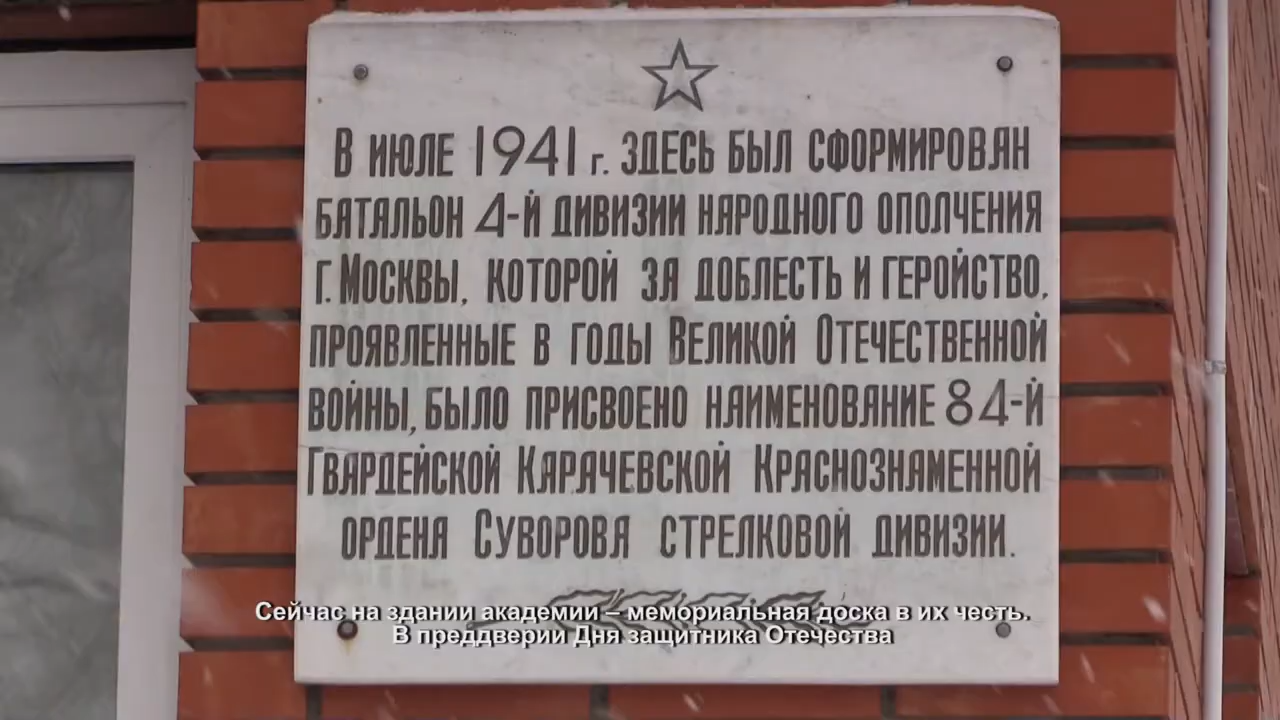 В ИЮЛЕ 1941 г. ЗДЕСЬ БЫЛ СФОРМИРОВАН
БАТАЛЬОН 4-Й ДИВИЗИИ НАРОДНОГО ОПОЛЧЕНИЯ
Г. МОСКВЫ, КОТОРОЙ ЗА ДОБЛЕСТЬ И ГЕРОЙСТВО,
ПРОЯВЛЕННЫЕ В ГОДЫ ВЕЛИКОЙ ОТЕЧЕСТВЕННОЙ
ВОЙНЫ, БЫЛО ПРИСВОЕНО НАИМЕНОВАНИЕ 84-Й
ГВАРДЕЙСКОЙ КАРАЧЕВСКОЙ КРАСНОЗНАМЕННОЙ
ОРДЕНА СУВОРОВА СТРЕЛКОВОЙ ДИВИЗИИ.
Сейчас на здании академии – мемориальная доска в их честь.
В преддверии Дня защитника Отечества